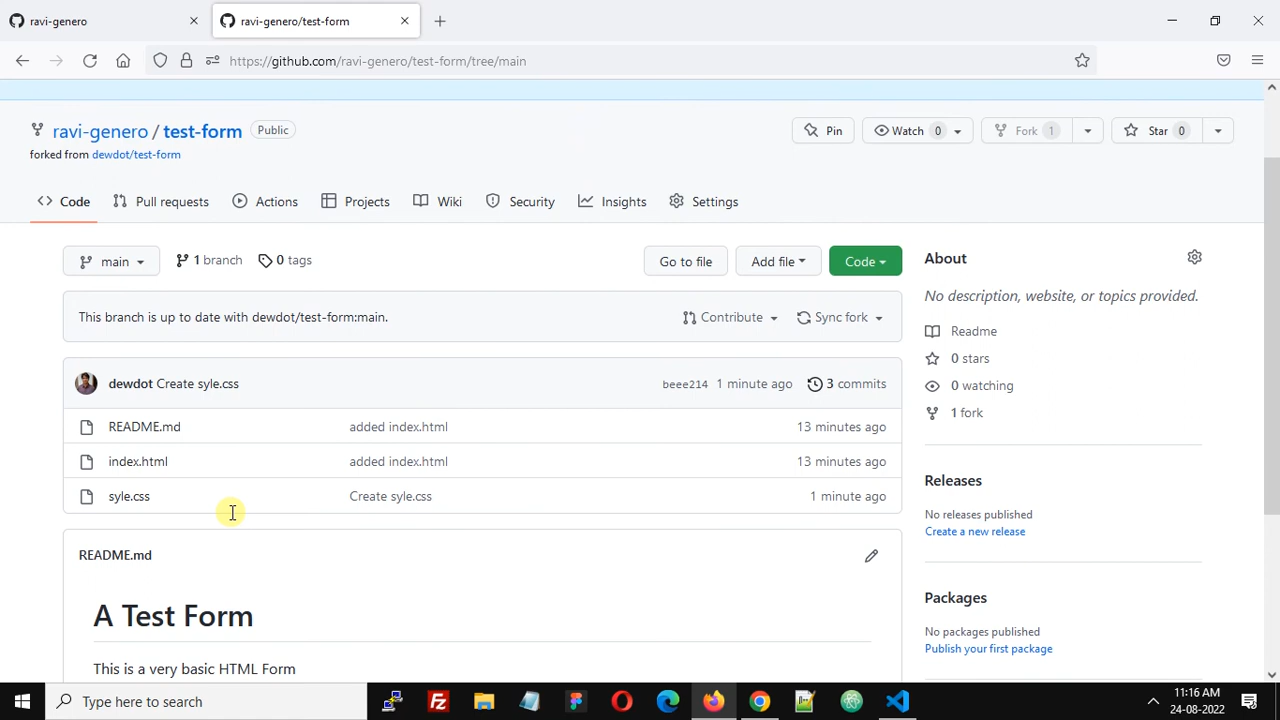 ravi-genero
ravi-genero/test-form
https://github.com/ravi-genero/test-form/tree/main
ravi-genero / test-form Public
Pin
Watch 0
Fork 1
Star 0
forked from dewdot/test-form
Code
Pull requests
Actions
Projects
Wiki
Security
Insights
Settings
main
1 branch
0 tags
Go to file
Add file
Code
This branch is up to date with dewdot/test-form:main.
Contribute
Sync fork
dewdot Create syle.css
beee214 1 minute ago
3 commits
README.md
added index.html
13 minutes ago
index.html
added index.html
13 minutes ago
syle.css
Create syle.css
1 minute ago
README.md
A Test Form
This is a very basic HTML Form
About
No description, website, or topics provided.
Readme
0 stars
0 watching
1 fork
Releases
No releases published
Create a new release
Packages
No packages published
Publish your first package
Type here to search
11:16 AM
24-08-2022